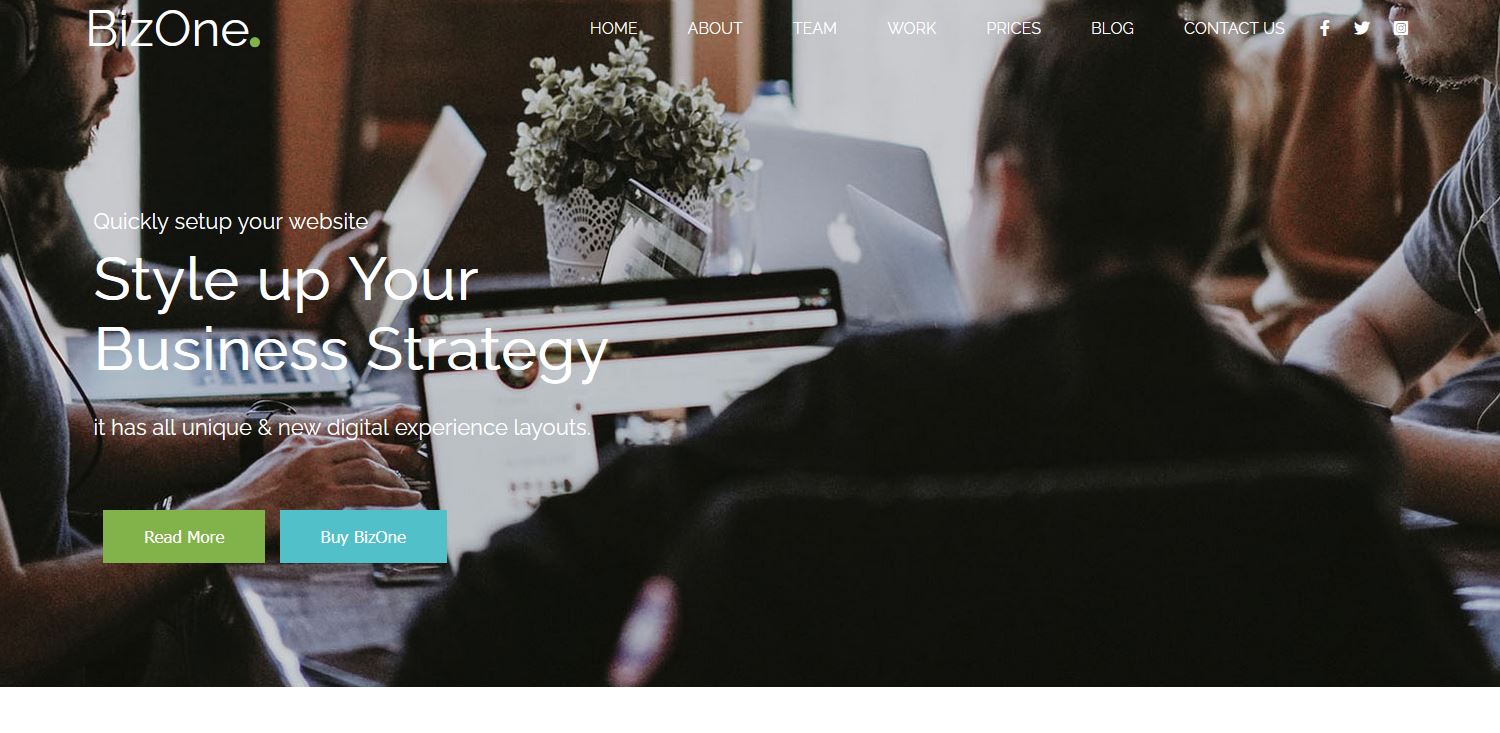 BizOne.
HOME ABOUT TEAM WORK PRICES BLOG CONTACT US
Quickly setup your website
Style up Your
Business Strategy
it has all unique & new digital experience layouts.
Read More Buy BizOne